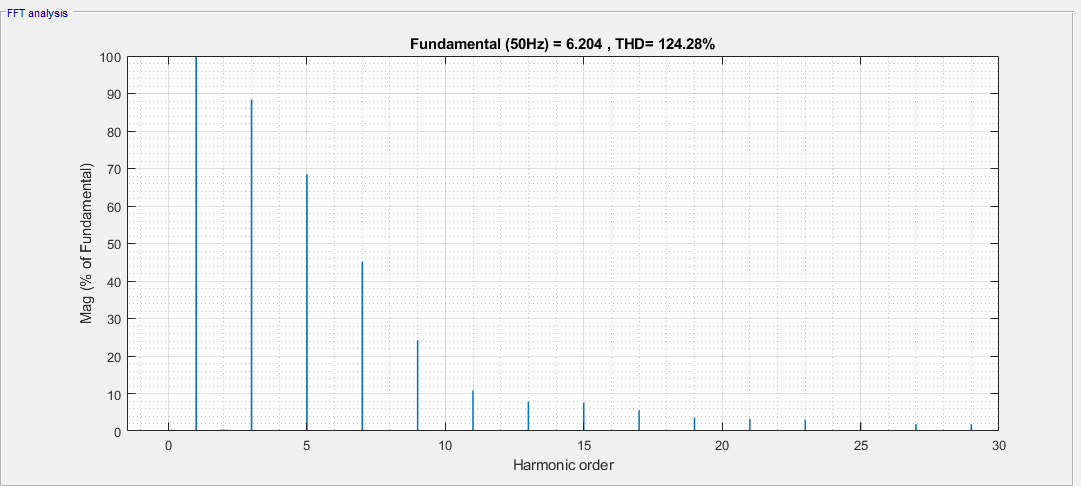 FFT analysis
Fundamental (50Hz) = 6.204 , THD= 124.28%
100
90
80
70
60
50
40
30
20
10
0
Mag (% of Fundamental)
0 5 10 15 20 25 30
Harmonic order